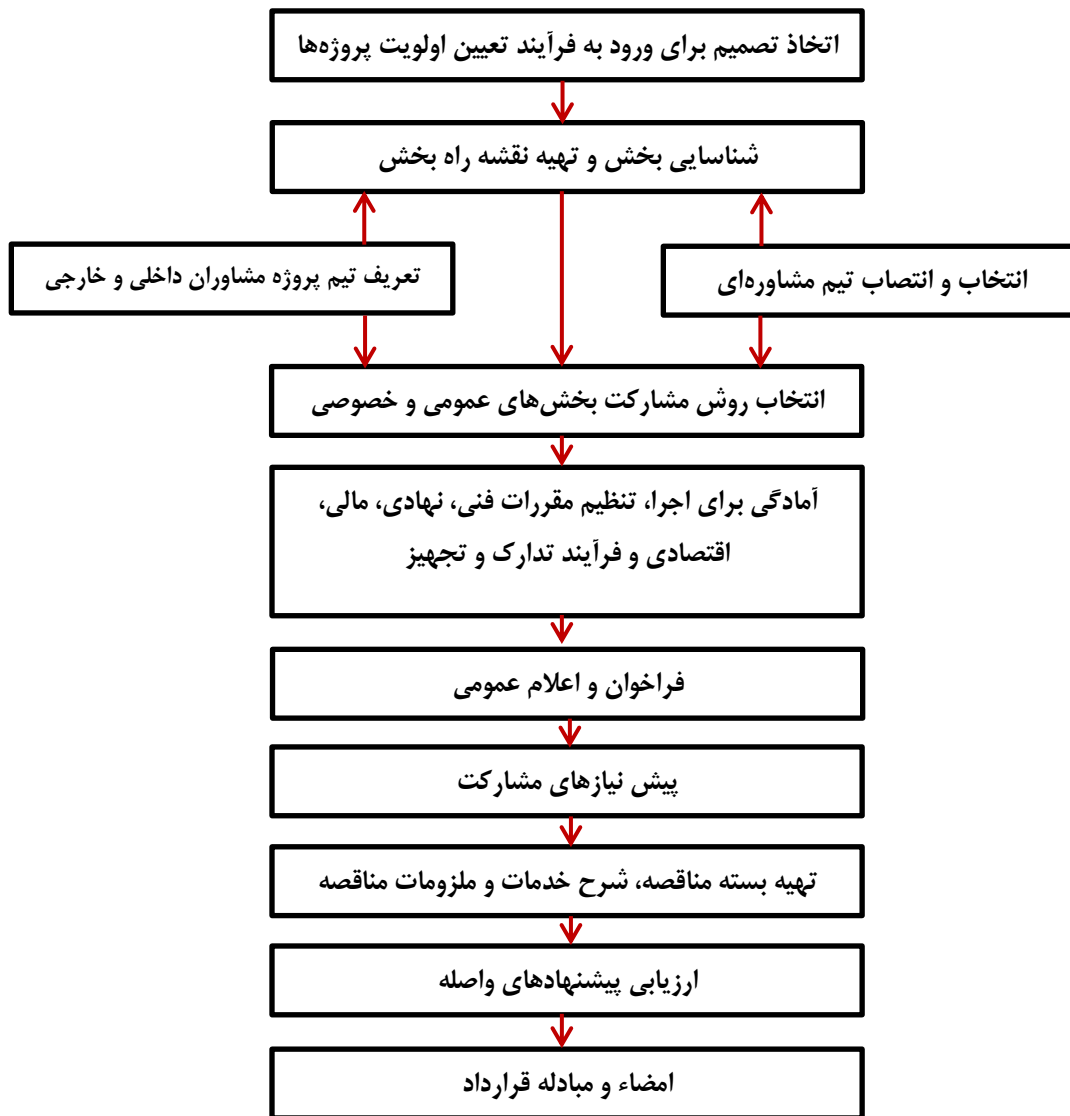 اتخاذ تصمیم برای ورود به فرآیند تعیین اولویت پروژه‌ها
شناسایی بخش و تهیه نقشه راه بخش
انتخاب و انتصاب تیم مشاوره‌ای
تعریف تیم پروژه مشاوران داخلی و خارجی
انتخاب روش مشارکت بخش‌های عمومی و خصوصی
آمادگی برای اجرا، تنظیم مقررات فنی، نهادی، مالی،
اقتصادی و فرآیند تدارک و تجهیز
فراخوان و اعلام عمومی
پیش نیازهای مشارکت
تهیه بسته مناقصه، شرح خدمات و ملزومات مناقصه
ارزیابی پیشنهادهای واصله
امضاء و مبادله قرارداد